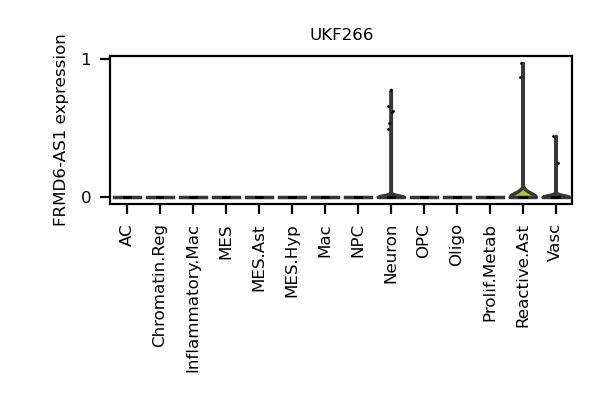 UKF266
FRMD6-AS1 expression
1
0
AC
Chromatin.Reg
Inflammatory.Mac
MES
MES.Ast
MES.Hyp
Mac
NPC
Neuron
OPC
Oligo
Prolif.Metab
Reactive.Ast
Vasc